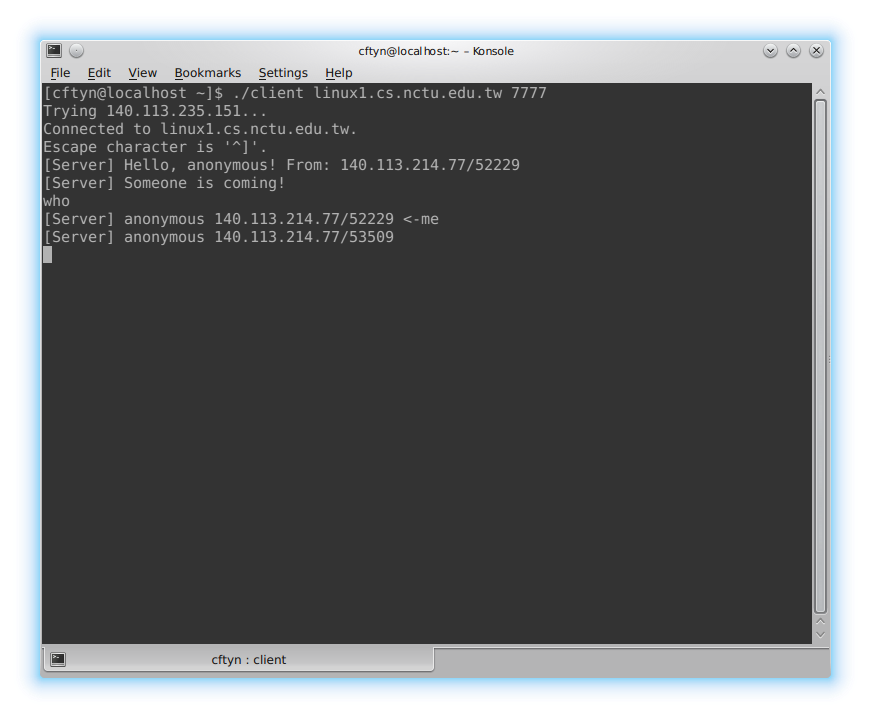 cftyn@localhost:~ – Konsole
File Edit View Bookmarks Settings Help
[cftyn@localhost ~]$ ./client linux1.cs.nctu.edu.tw 7777
Trying 140.113.235.151...
Connected to linux1.cs.nctu.edu.tw.
Escape character is '^]'.
[Server] Hello, anonymous! From: 140.113.214.77/52229
[Server] Someone is coming!
who
[Server] anonymous 140.113.214.77/52229 <-me
[Server] anonymous 140.113.214.77/53509
cftyn : client